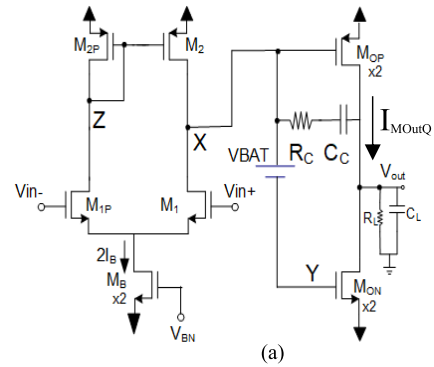 M2P
M2
MOP
x2
IMOutQ
Z
X
VBAT
RC
CC
Vout
Vin-
M1P
M1
Vin+
RL
CL
2IB
MB
x2
VBN
Y
MON
x2
(a)